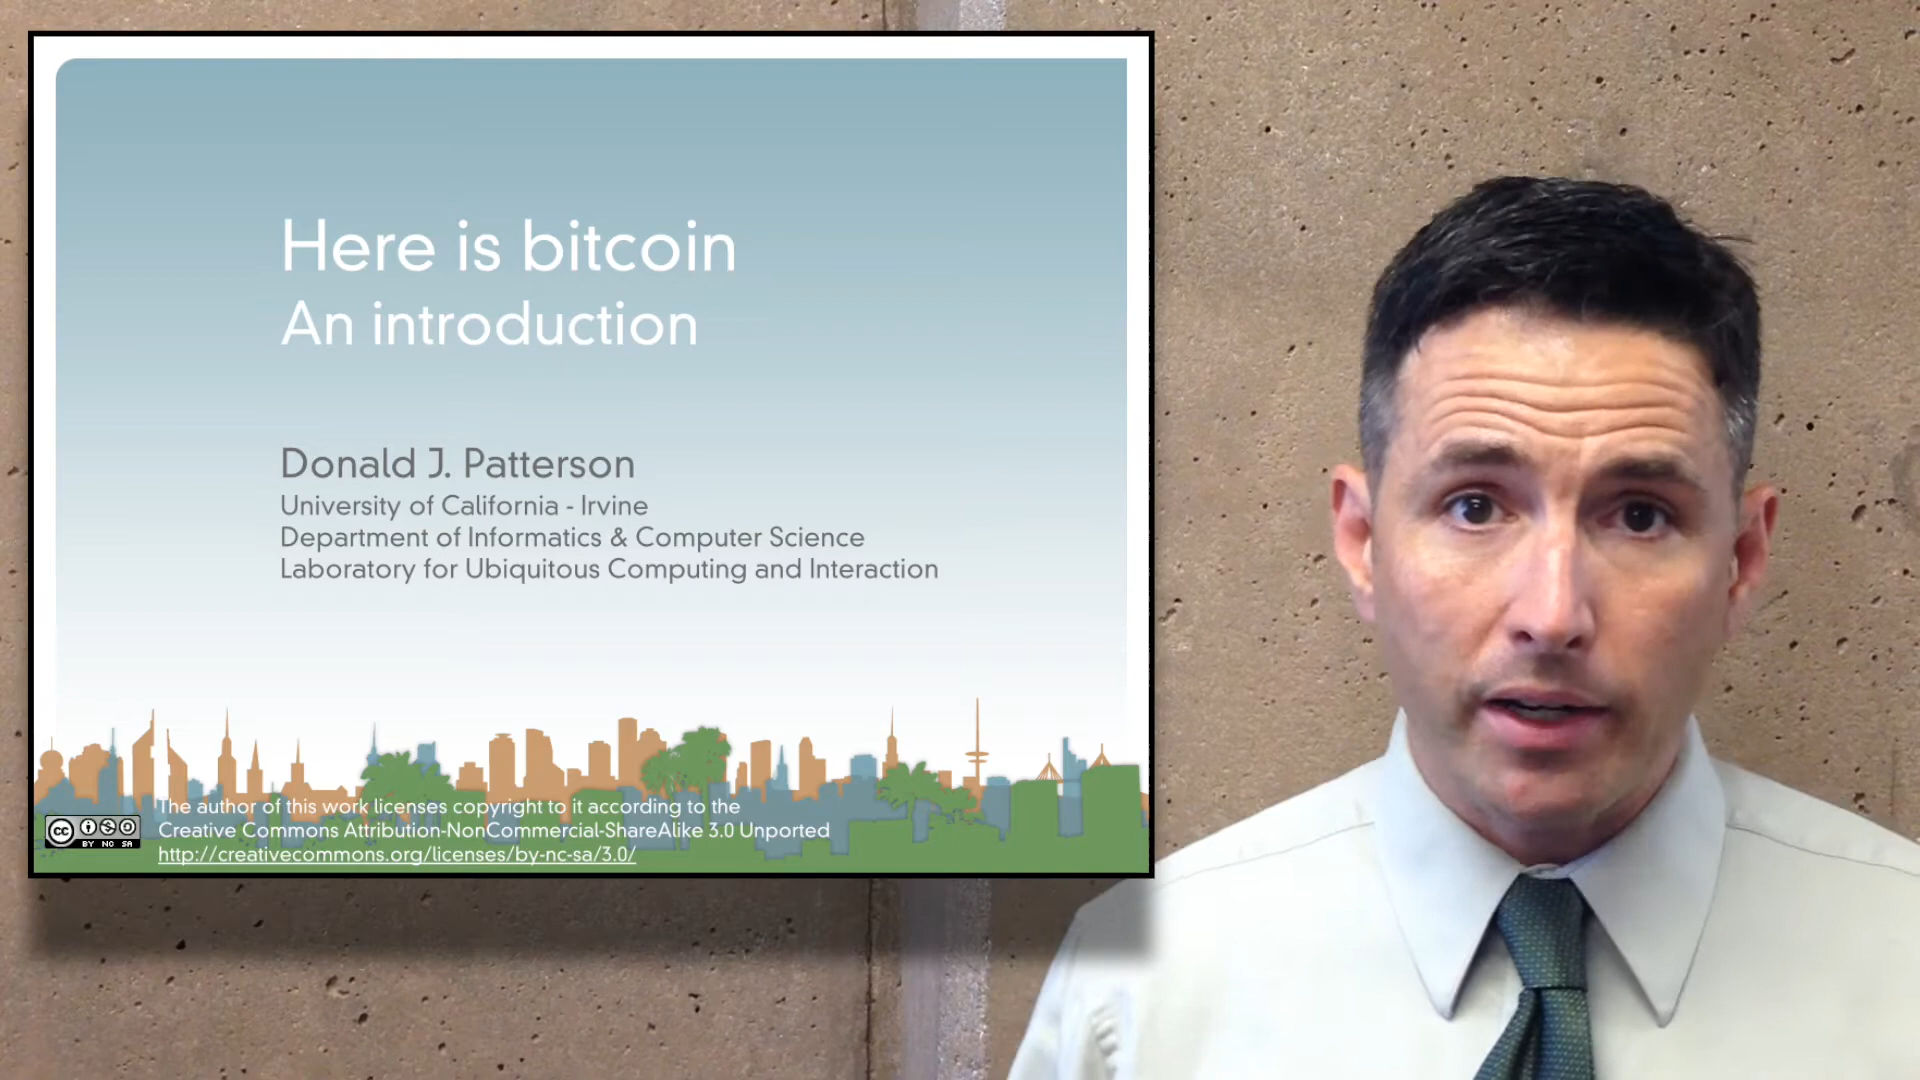 Here is bitcoin
An introduction
Donald J. Patterson
University of California - Irvine
Department of Informatics & Computer Science
Laboratory for Ubiquitous Computing and Interaction
The author of this work licenses copyright to it according to the
Creative Commons Attribution-NonCommercial-ShareAlike 3.0 Unported
http://creativecommons.org/licenses/by-nc-sa/3.0/
cc
BY NC SA